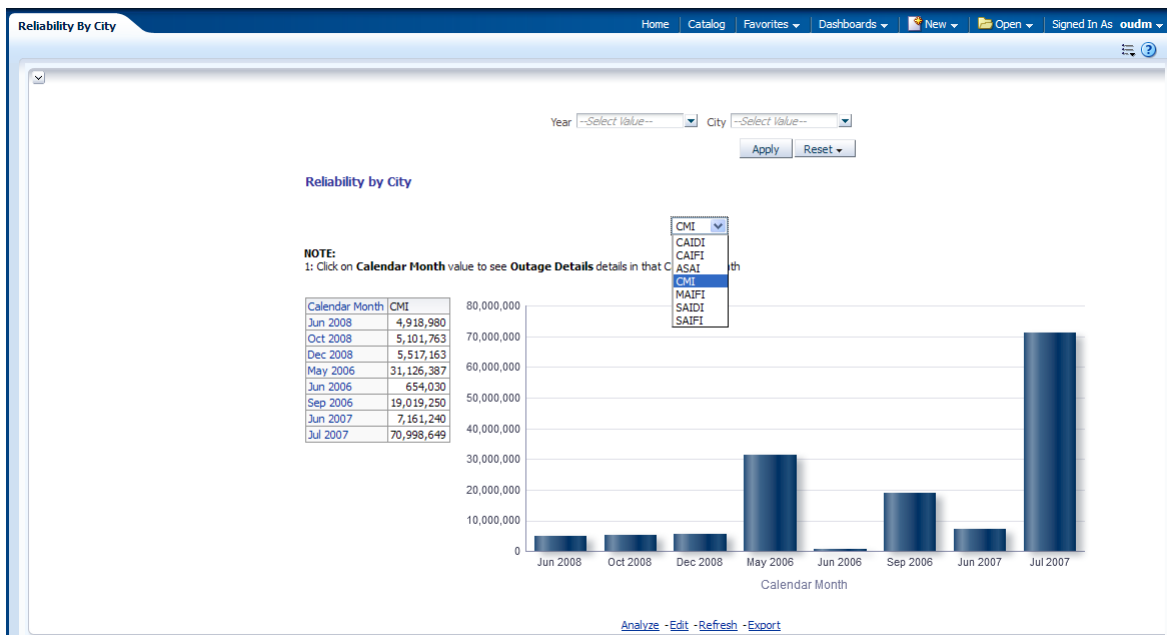 Reliability By City
Home Catalog Favorites Dashboards New Open Signed In As oudm
Year --Select Value-- City --Select Value--
Apply Reset
Reliability by City
CMI
CAIDI
CAIFI
ASAI
CMI
MAIFI
SAIDI
SAIFI
NOTE:
1: Click on Calendar Month value to see Outage Details details in that C th
Calendar Month CMI
Jun 2008 4,918,980
Oct 2008 5,101,763
Dec 2008 5,517,163
May 2006 31,126,387
Jun 2006 654,030
Sep 2006 19,019,250
Jun 2007 7,161,240
Jul 2007 70,998,649
80,000,000
70,000,000
60,000,000
50,000,000
40,000,000
30,000,000
20,000,000
10,000,000
0
Jun 2008 Oct 2008 Dec 2008 May 2006 Jun 2006 Sep 2006 Jun 2007 Jul 2007
Calendar Month
Analyze - Edit - Refresh - Export